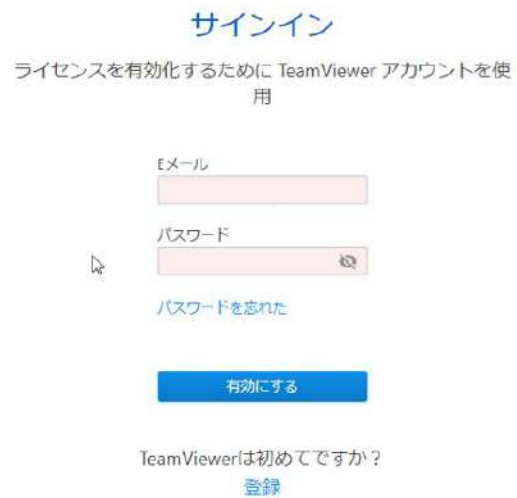 サインイン
ライセンスを有効化するために TeamViewer アカウントを使
用
Eメール
パスワード
パスワードを忘れた
有効にする
TeamViewerは初めてですか？
登録